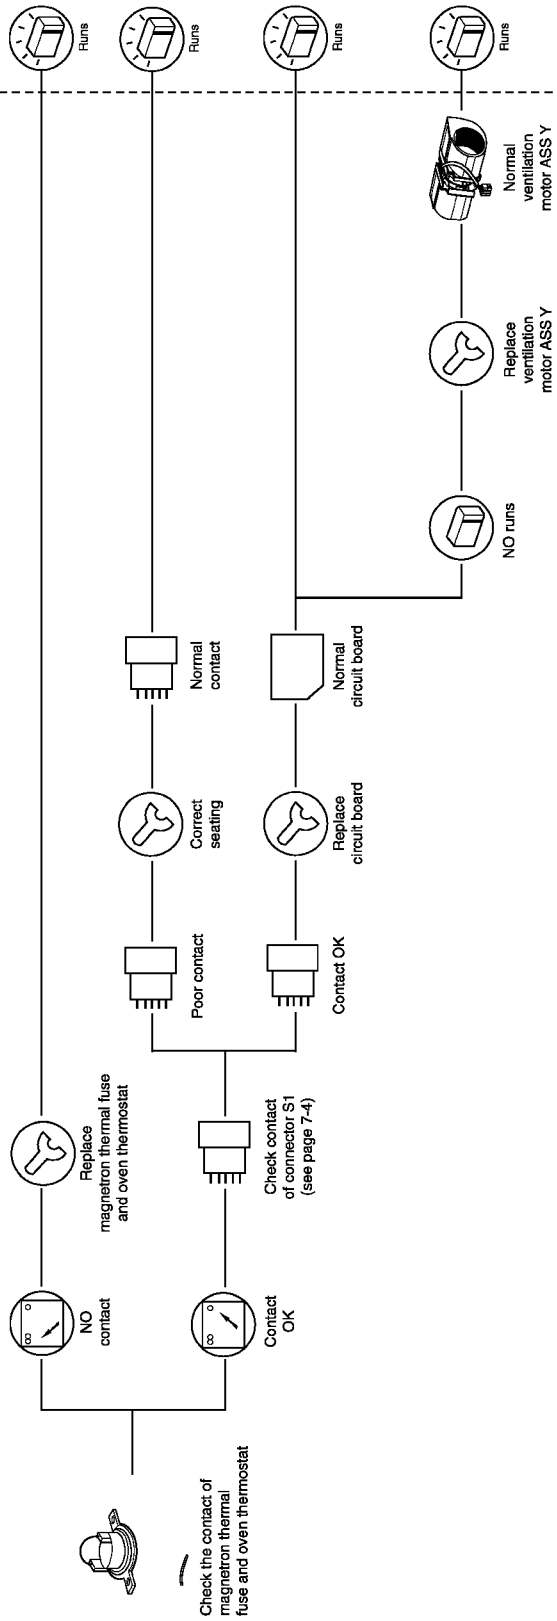 Check the contact of
magnetron thermal
fuse and oven thermostat
NO
contact
Replace
magnetron thermal fuse
and oven thermostat
Runs
Contact
OK
Check contact
of connector S1
(see page 7-4)
Poor contact
Correct
seating
Normal
contact
Runs
Contact OK
Replace
circuit board
Normal
circuit board
Runs
NO runs
Replace
ventilation
motor ASS Y
Normal
ventilation
motor ASS Y
Runs